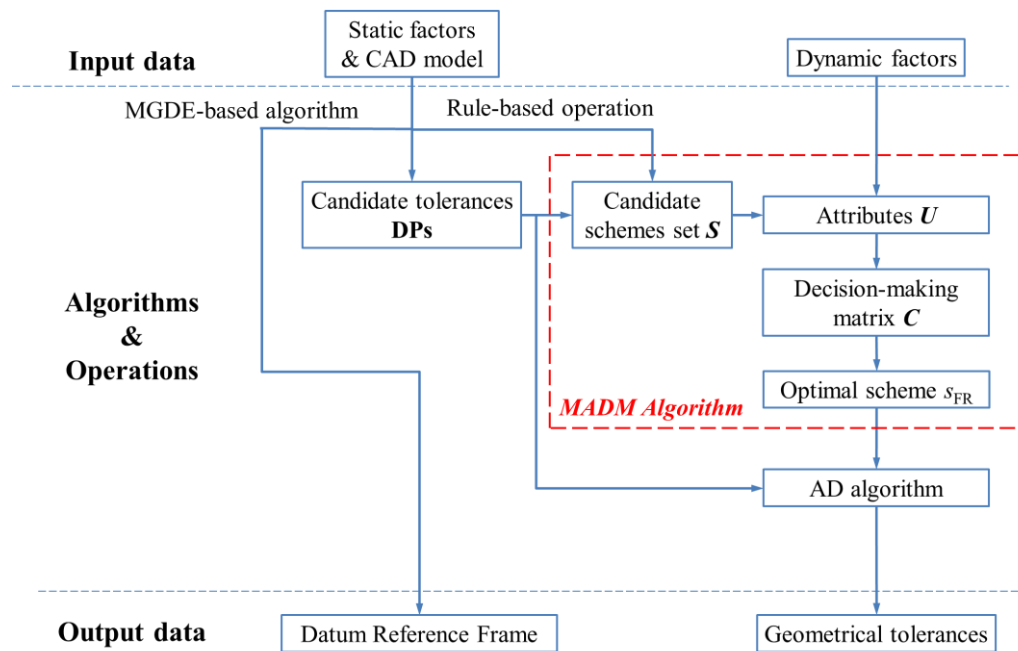 Static factors
& CAD model
Input data
Dynamic factors
MGDE-based algorithm
Rule-based operation
Candidate tolerances
DPs
Candidate
schemes set S
Attributes U
Decision-making
matrix C
Algorithms
&
Operations
Optimal scheme sFR
MADM Algorithm
AD algorithm
Output data
Datum Reference Frame
Geometrical tolerances